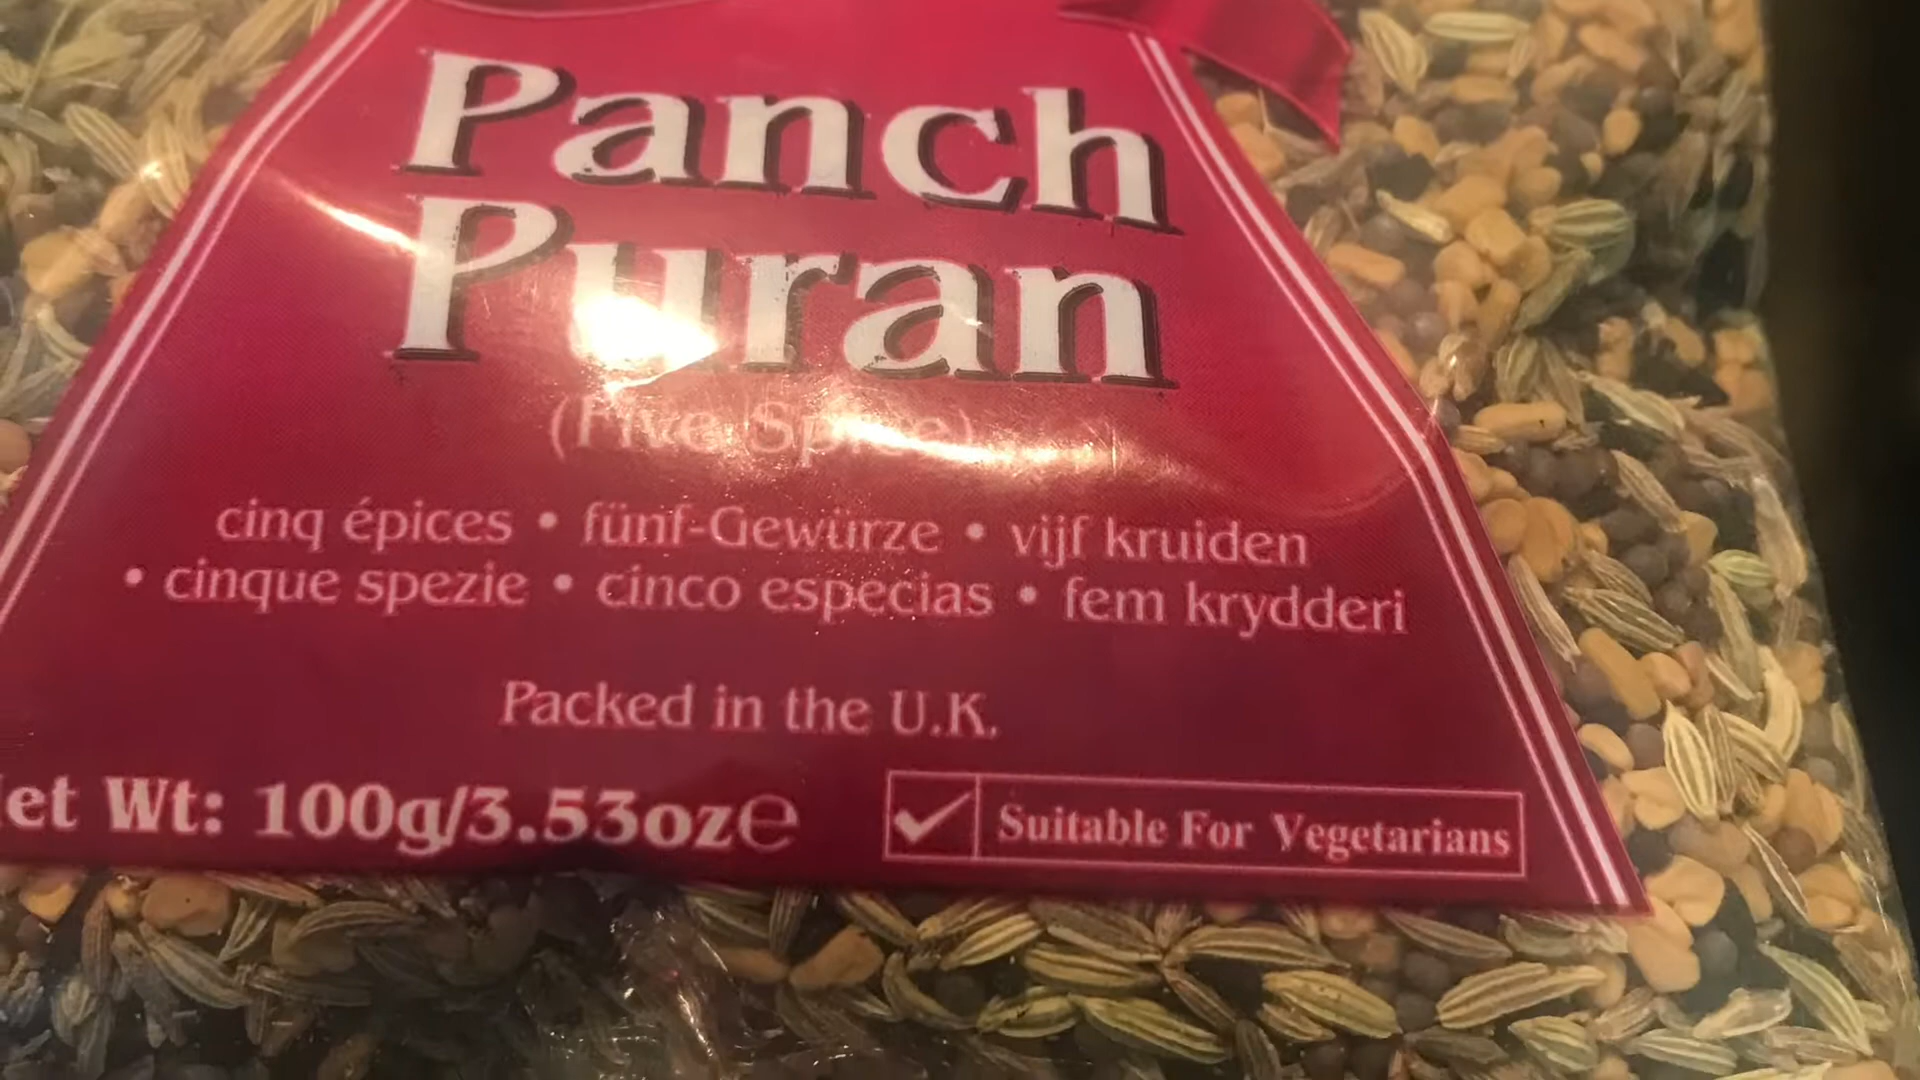 Panch
Puran
(Five Spice)
cinq épices • fünf-Gewürze • vijf kruiden
• cinque spezie • cinco especias • fem krydderi
Packed in the U.K.
et Wt: 100g/3.53oz℮
Suitable For Vegetarians